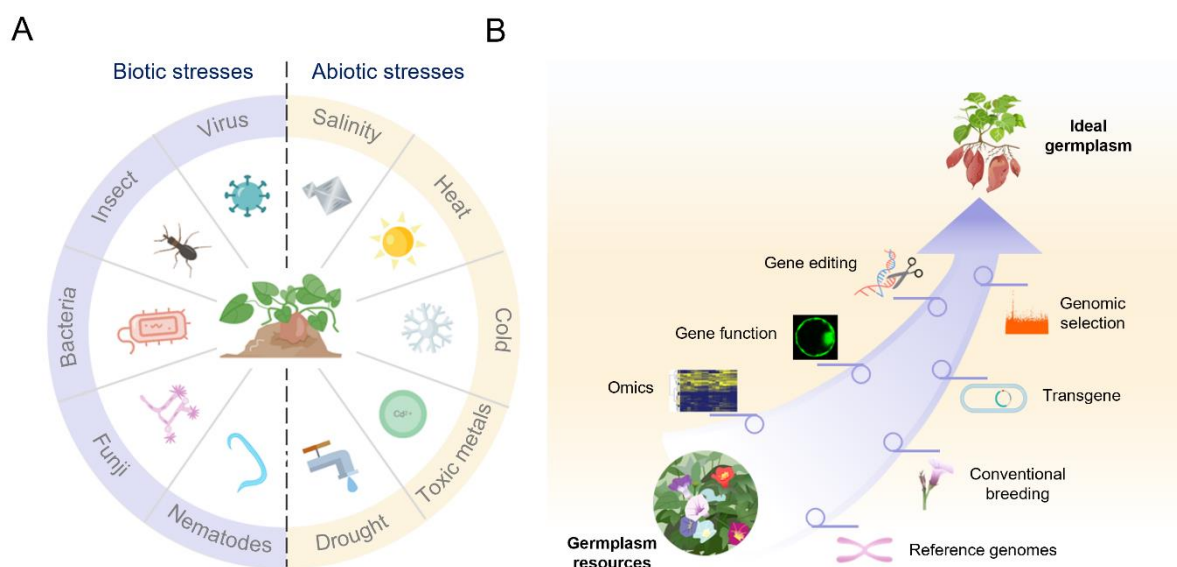 A
Biotic stresses
Abiotic stresses
Virus
Salinity
Insect
Heat
Bacteria
Cold
Funji
Toxic metals
Nematodes
Drought
Cd²⁺
B
Ideal
germplasm
Gene editing
Genomic
selection
Gene function
Omics
Transgene
Conventional
breeding
Germplasm
resources
Reference genomes